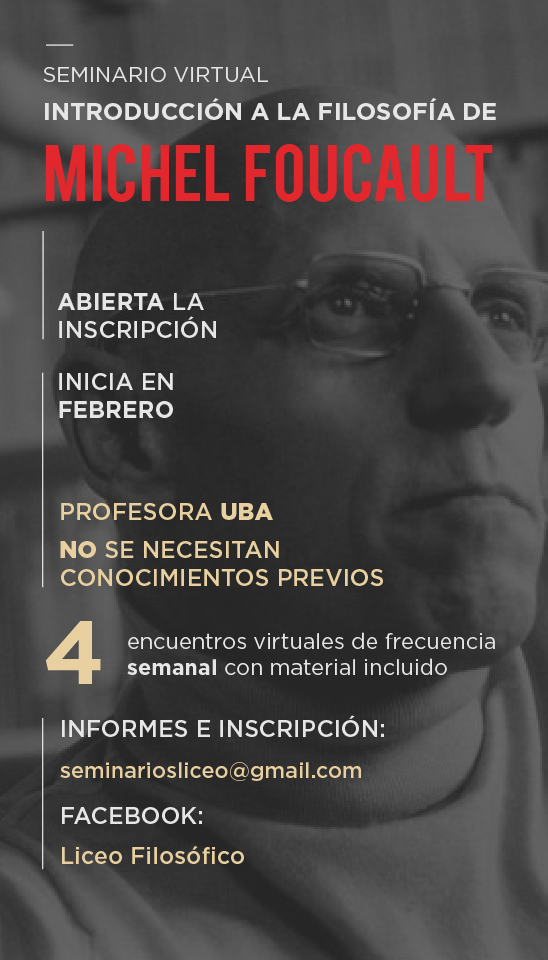 SEMINARIO VIRTUAL
INTRODUCCIÓN A LA FILOSOFÍA DE
MICHEL FOUCAULT
ABIERTA LA
INSCRIPCIÓN
INICIA EN
FEBRERO
PROFESORA UBA
NO SE NECESITAN
CONOCIMIENTOS PREVIOS
4 encuentros virtuales de frecuencia
semanal con material incluido
INFORMES E INSCRIPCIÓN:
seminariosliceo@gmail.com
FACEBOOK:
Liceo Filosófico